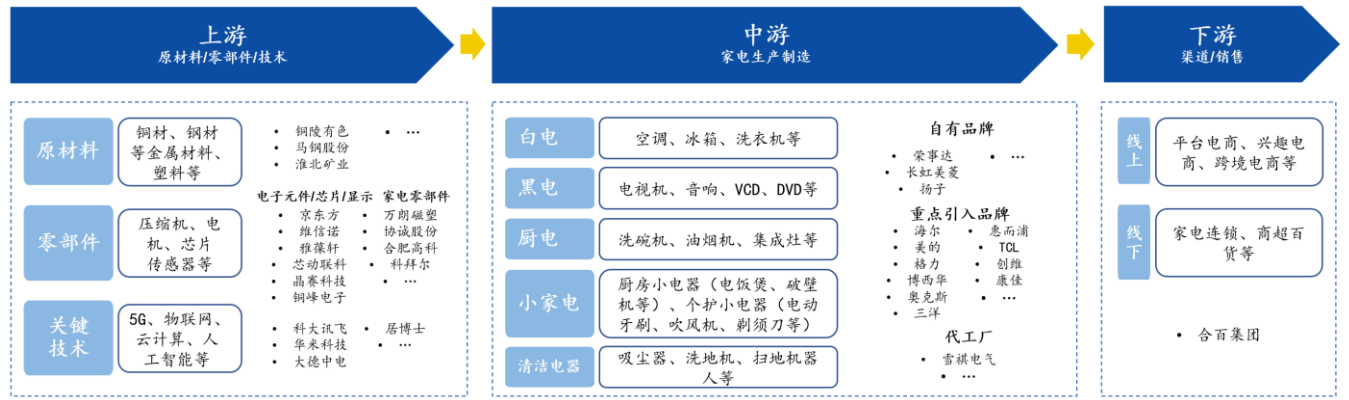 上游
原材料/零部件/技术
中游
家电生产制造
下游
渠道/销售
原材料
铜材、钢材
等金属材料、
塑料等
• 铜陵有色
• …
• 马钢股份
• 淮北矿业
零部件
压缩机、电
机、芯片
传感器等
电子元件/芯片/显示
家电零部件
• 京东方
• 万朗磁塑
• 维信诺
• 协诚股份
• 雅葆轩
• 合肥高科
• 芯动联科
• 科拜尔
• 晶赛科技
• …
• 铜峰电子
关键
技术
5G、物联网、
云计算、人
工智能等
• 科大讯飞
• 居博士
• 华米科技
• …
• 大德中电
白电
空调、冰箱、洗衣机等
黑电
电视机、音响、VCD、DVD等
厨电
洗碗机、油烟机、集成灶等
小家电
厨房小电器（电饭煲、破壁
机等）、个护小电器（电动
牙刷、吹风机、剃须刀等）
清洁电器
吸尘器、洗地机、扫地机器
人等
自有品牌
• 荣事达
• …
• 长虹美菱
• 扬子
重点引入品牌
• 海尔
• 惠而浦
• 美的
• TCL
• 格力
• 创维
• 博西华
• 康佳
• 奥克斯
• …
• 三洋
代工厂
• 雪祺电气
• …
线上
平台电商、兴趣电
商、跨境电商等
线下
家电连锁、商超百
货等
• 合百集团